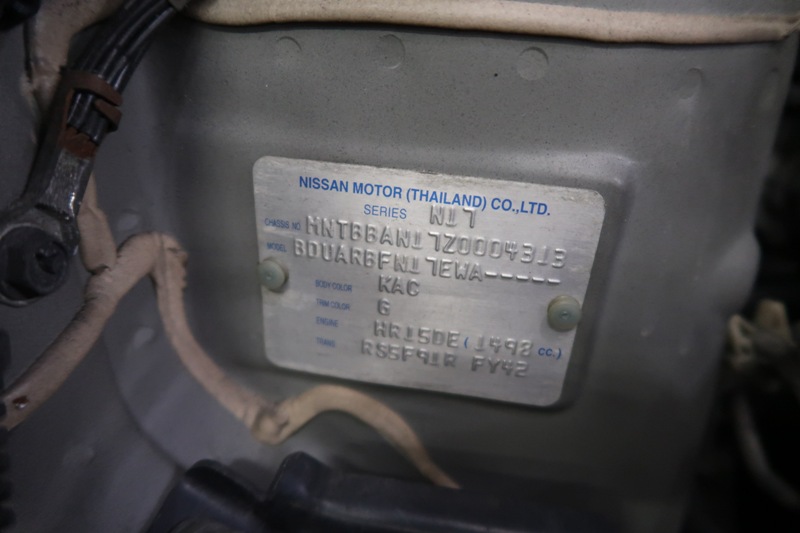 NISSAN MOTOR (THAILAND) CO.,LTD.
SERIES N17
CHASSIS NO. MNTBBAN17Z0004313
MODEL BDUARBFN17EWA-----
BODY COLOR KAC
TRIM COLOR G
ENGINE HR15DE (1498 cc.)
TRANS RS5F91R FY42